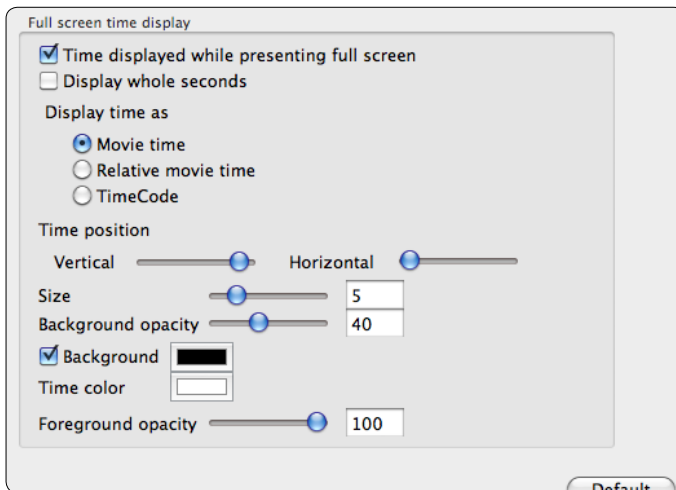 Full screen time display
Time displayed while presenting full screen
Display whole seconds
Display time as
Movie time
Relative movie time
TimeCode
Time position
Vertical Horizontal
Size 5
Background opacity 40
Background
Time color
Foreground opacity 100
Default